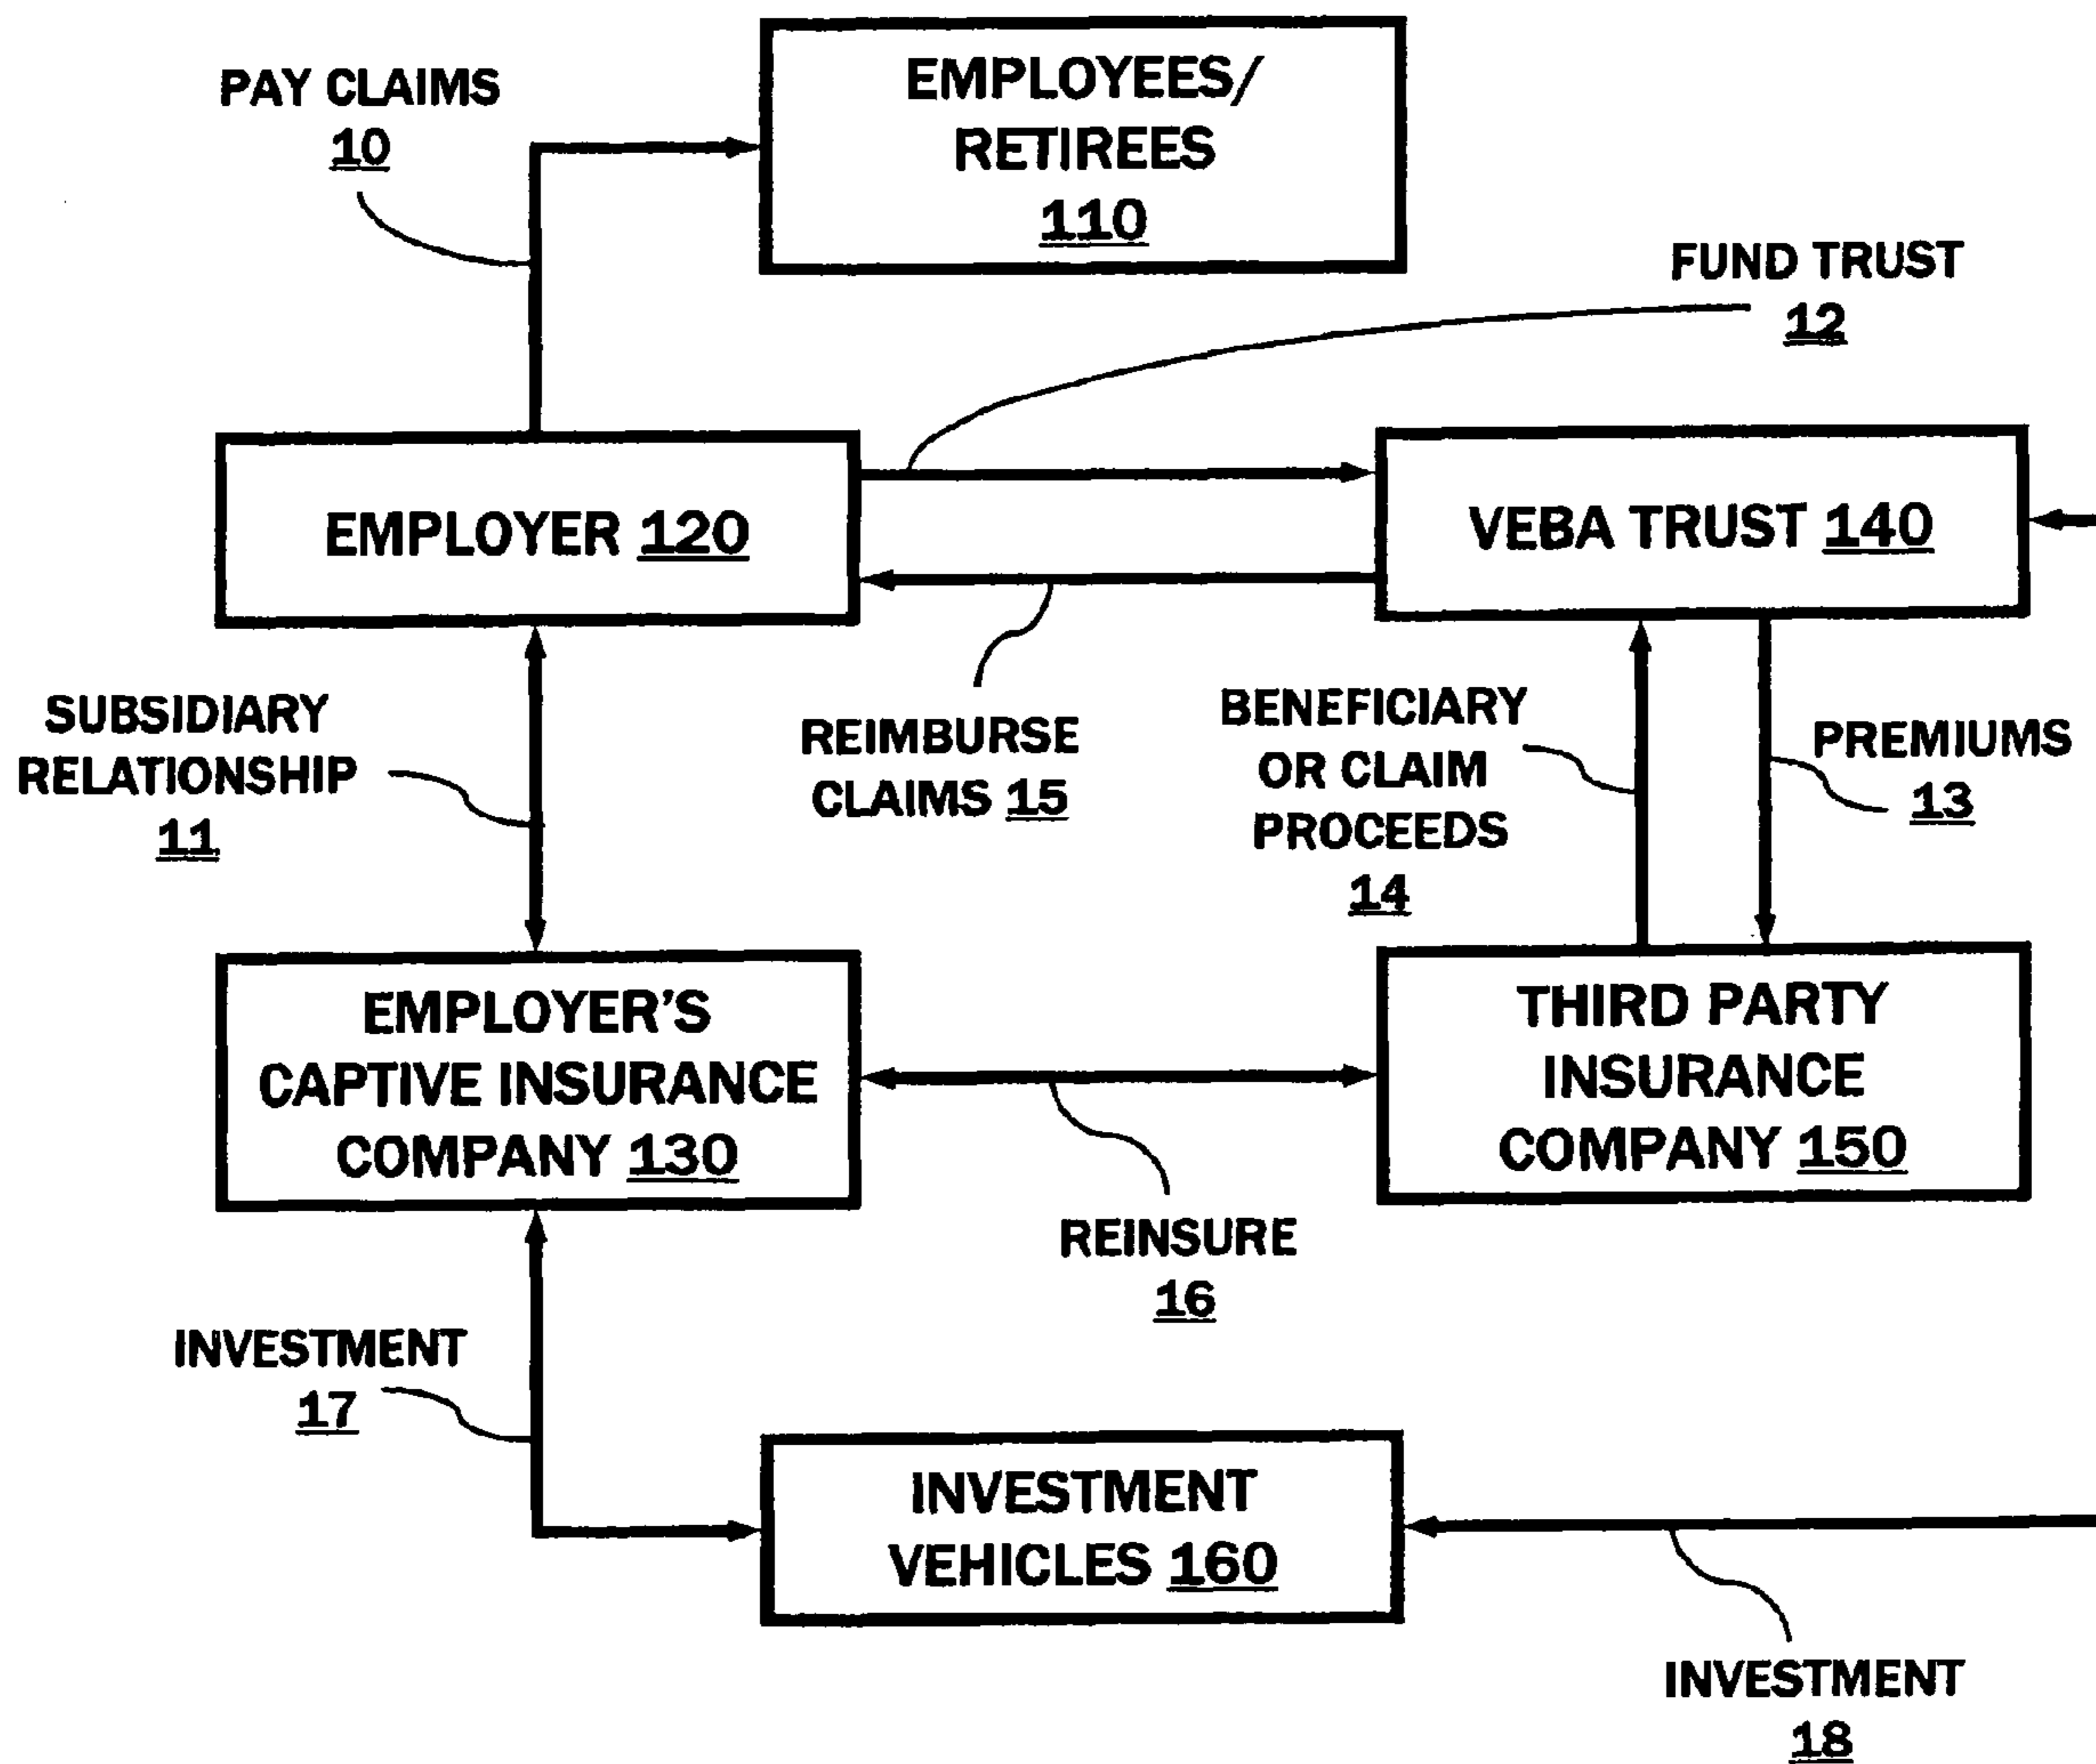 EMPLOYEES/
RETIREES
110
PAY CLAIMS
10
FUND TRUST
12
EMPLOYER 120
VEBA TRUST 140
SUBSIDIARY
RELATIONSHIP
11
REIMBURSE
CLAIMS 15
BENEFICIARY
OR CLAIM
PROCEEDS
14
PREMIUMS
13
EMPLOYER’S
CAPTIVE INSURANCE
COMPANY 130
THIRD PARTY
INSURANCE
COMPANY 150
REINSURE
16
INVESTMENT
17
INVESTMENT
VEHICLES 160
INVESTMENT
18